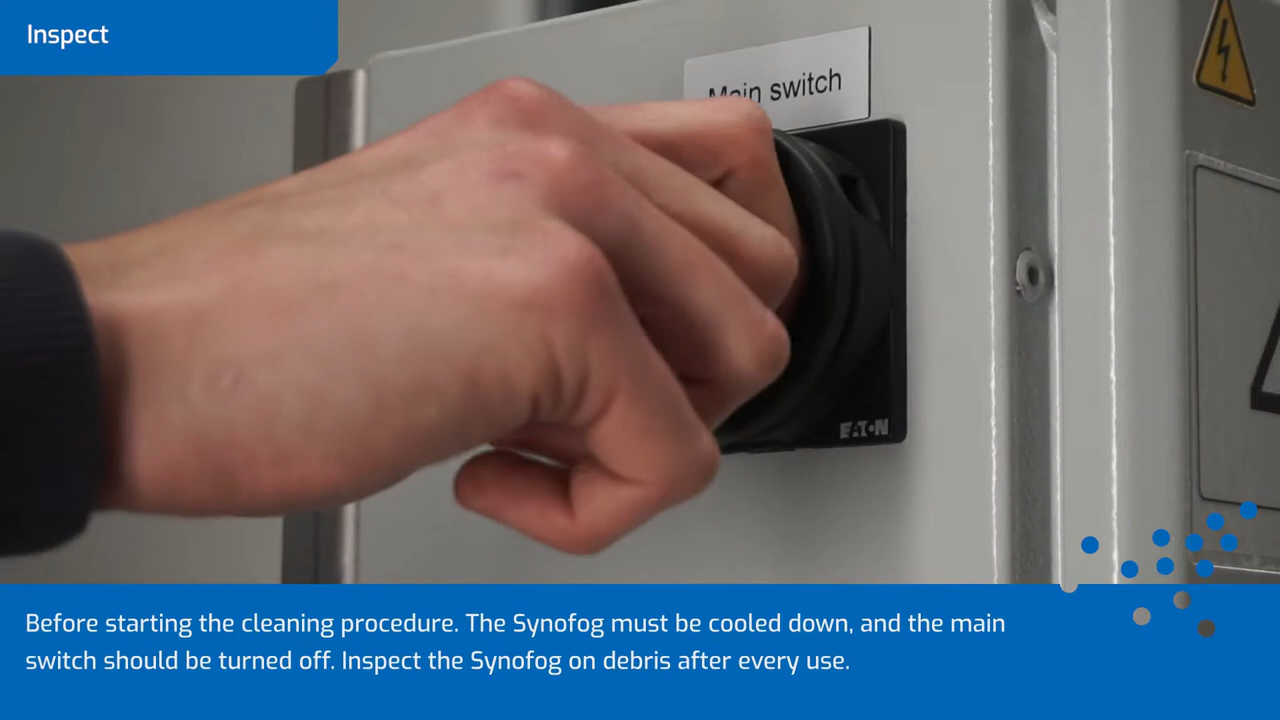 Inspect
Main switch
EATON
Before starting the cleaning procedure. The Synofog must be cooled down, and the main
switch should be turned off. Inspect the Synofog on debris after every use.